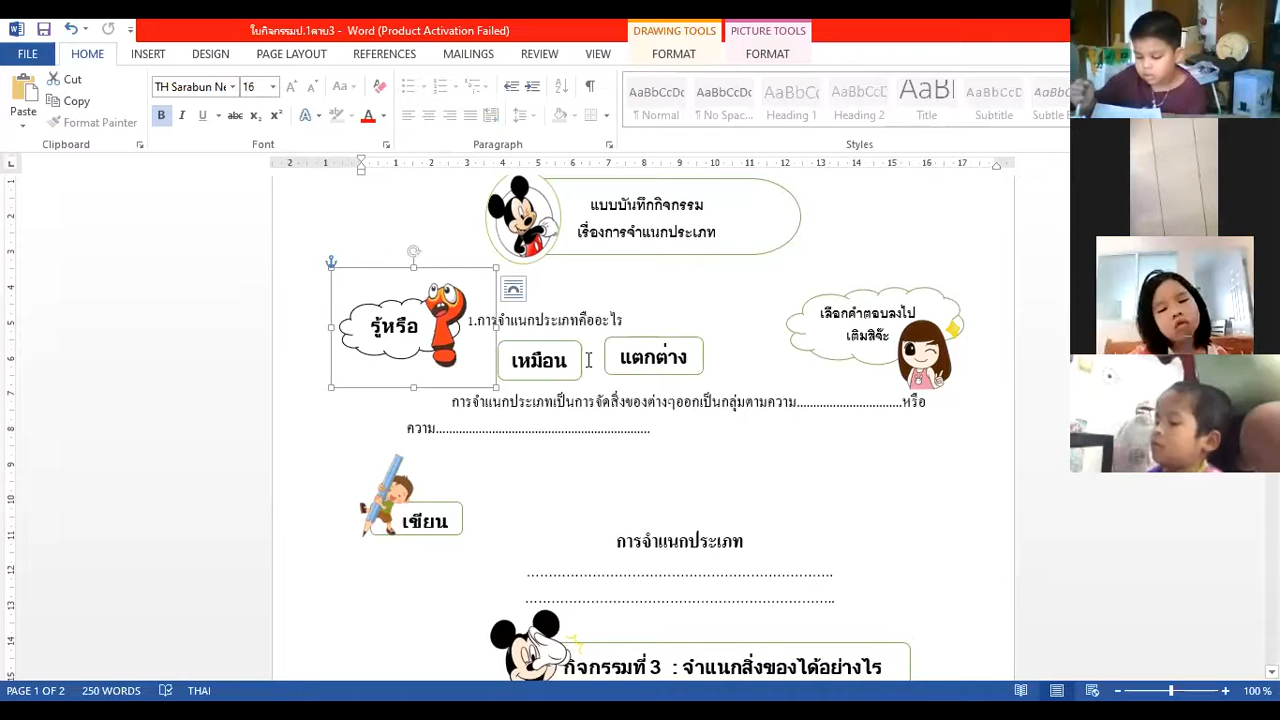 ใบกิจกรรมป.1คาบ3 - Word (Product Activation Failed)
DRAWING TOOLS
PICTURE TOOLS
FILE
HOME
INSERT
DESIGN
PAGE LAYOUT
REFERENCES
MAILINGS
REVIEW
VIEW
FORMAT
FORMAT
Paste
Cut
Copy
Format Painter
TH Sarabun Ne
16
AaBbCcDc
AaBbCcDc
AaBbCc
AaBbCcD
AaBl
AaBbCcD
AaBbCcDc
¶ Normal
¶ No Spac...
Heading 1
Heading 2
Title
Subtitle
Subtle E
Clipboard
Font
Paragraph
Styles
แบบบันทึกกิจกรรม
เรื่องการจำแนกประเภท
รู้หรือ
1.การจำแนกประเภทคืออะไร
เลือกคำตอบลงไป
เติมสิจ๊ะ
เหมือน
แตกต่าง
การจำแนกประเภทเป็นการจัดสิ่งของต่างๆออกเป็นกลุ่มตามความ..............................หรือ
ความ.............................................................
เขียน
การจำแนกประเภท
…………………………………………………………….
……………………………………………………………..
กิจกรรมที่ 3 : จำแนกสิ่งของได้อย่างไร
PAGE 1 OF 2
250 WORDS
THAI
100 %